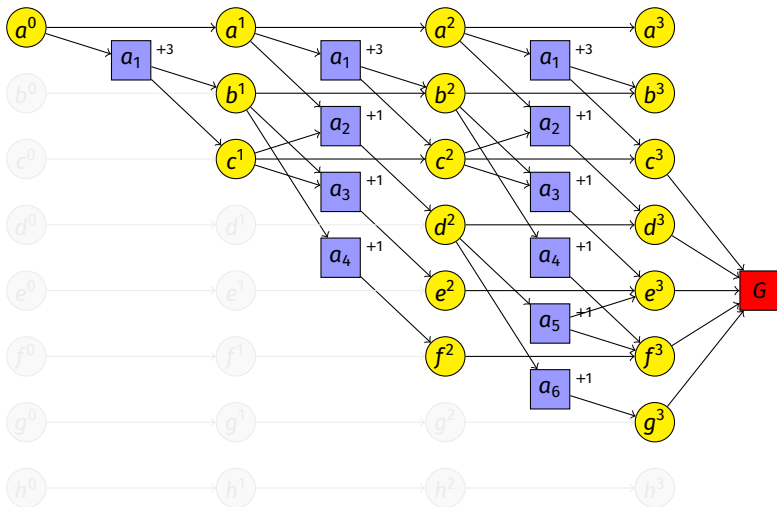 a⁰ a¹ a² a³
a₁ +3 a₁ +3 a₁ +3
b⁰ b¹ b² b³
a₂ +1 a₂ +1
c⁰ c¹ c² c³
a₃ +1 a₃ +1
d⁰ d¹ d² d³
a₄ +1 a₄ +1
e⁰ e¹ e² e³ G
a₅ +1
f⁰ f¹ f² f³
a₆ +1
g⁰ g¹ g² g³
h⁰ h¹ h² h³